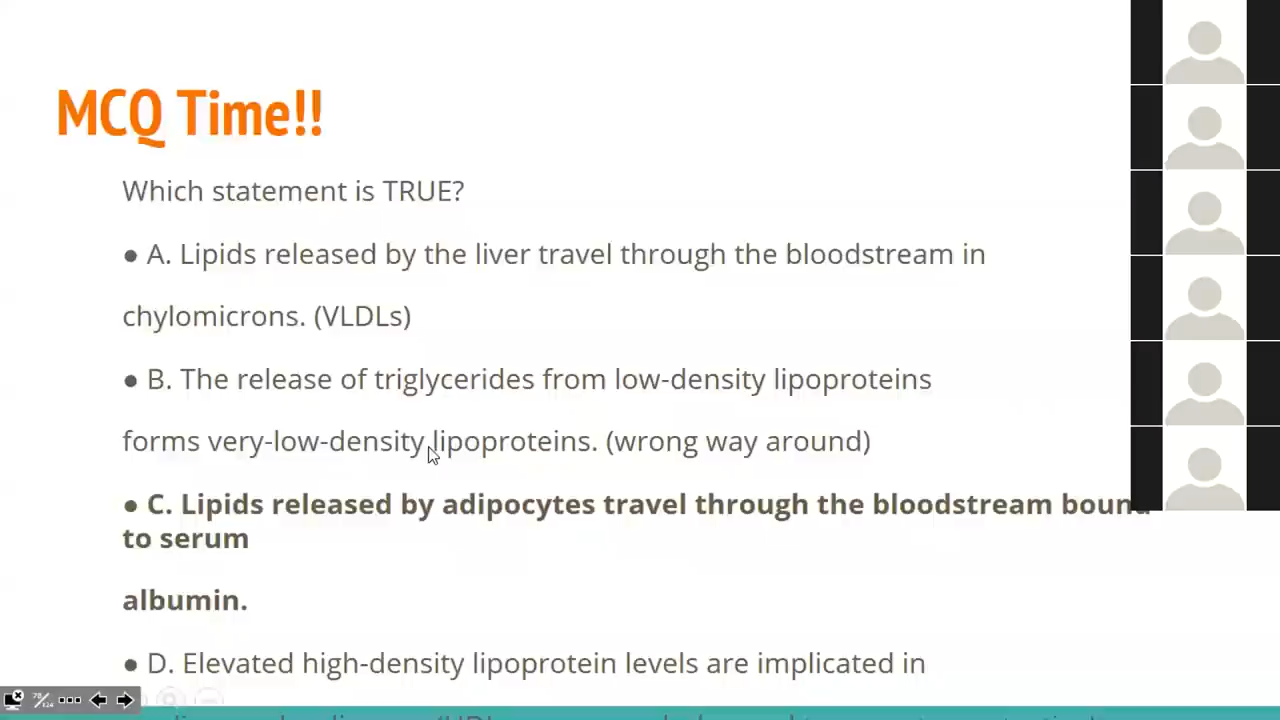 MCQ Time!!
Which statement is TRUE?
● A. Lipids released by the liver travel through the bloodstream in
chylomicrons. (VLDLs)
● B. The release of triglycerides from low-density lipoproteins
forms very-low-density lipoproteins. (wrong way around)
● C. Lipids released by adipocytes travel through the bloodstream bound
to serum
albumin.
● D. Elevated high-density lipoprotein levels are implicated in